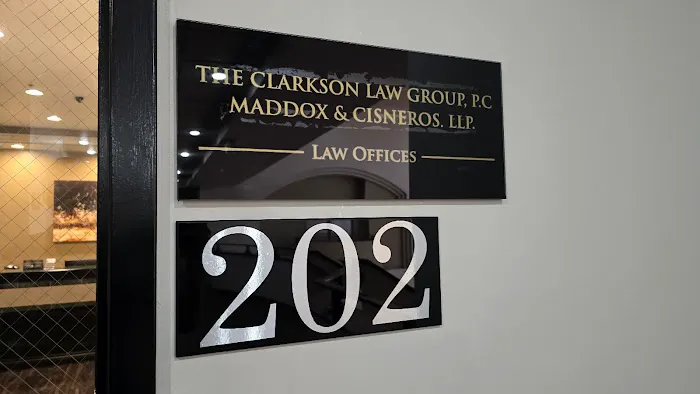 THE CLARKSON LAW GROUP, P.C
MADDOX & CISNEROS, LLP.
LAW OFFICES
202